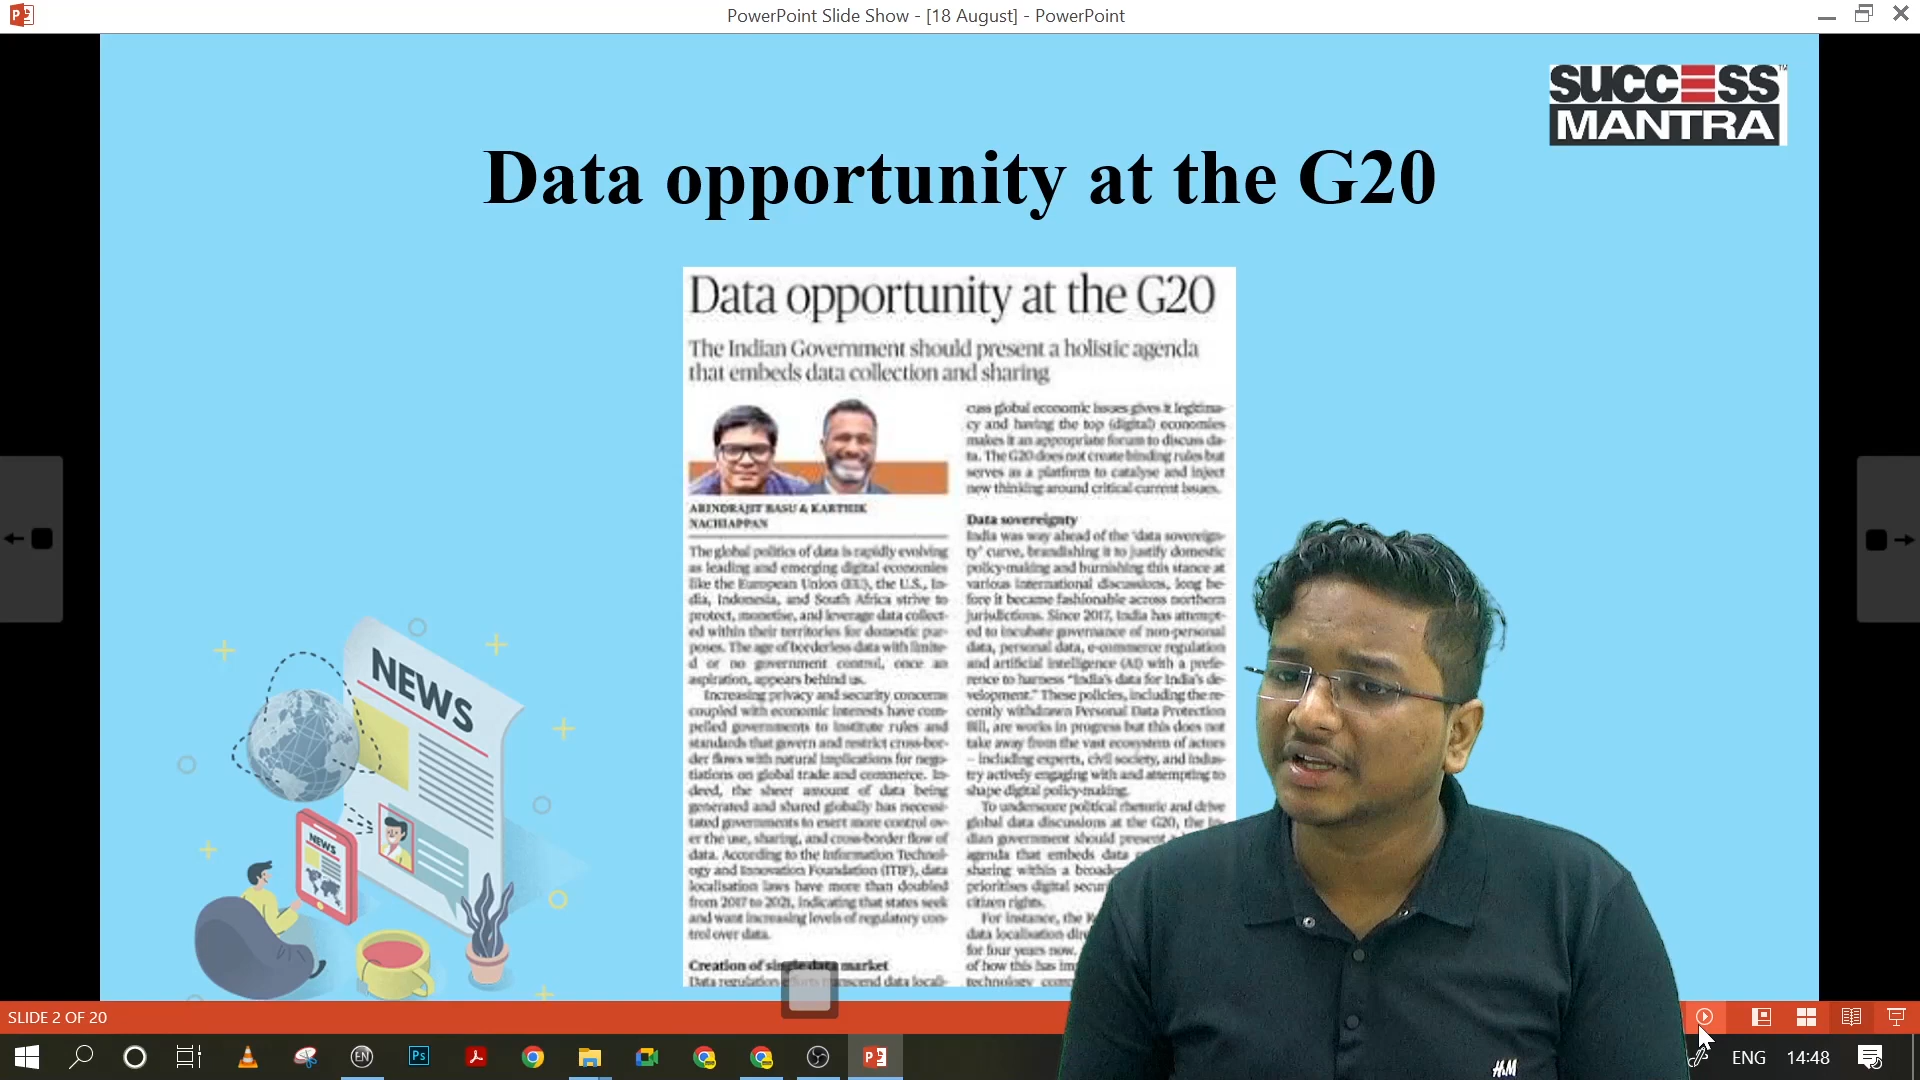 PowerPoint Slide Show - [18 August] - PowerPoint
SUCCESS
MANTRA
TM
Data opportunity at the G20
Data opportunity at the G20
The Indian Government should present a holistic agenda
that embeds data collection and sharing
ARINDRAJIT BASU & KARTHIK
NACHIAPPAN
The global politics of data is rapidly evolving
as leading and emerging digital economies
like the European Union (EU), the U.S., In-
dia, Indonesia, and South Africa strive to
protect, monetise, and leverage data collect-
ed within their territories for domestic pur-
poses. The age of borderless data with limite-
d or no government control, once an
aspiration, appears behind us.
Increasing privacy and security concerns
coupled with economic interests have com-
pelled governments to institute rules and
standards that govern and restrict cross-bor-
der flows with natural implications for nego-
tiations on global trade and commerce. In-
deed, the sheer amount of data being
generated and shared globally has necessi-
tated governments to exert more control ov-
er the use, sharing, and cross-border flow of
data. According to the Information Technol-
ogy and Innovation Foundation (ITIF), data
localisation laws have more than doubled
from 2017 to 2021, indicating that states seek
and want increasing levels of regulatory con-
trol over data.
Creation of single data market
Data regulation efforts transcend data locali-
cuss global economic issues gives it legitima-
cy and having the top (digital) economies
makes it an appropriate forum to discuss da-
ta. The G20 does not create binding rules but
serves as a platform to catalyse and inject
new thinking around critical current issues.
Data sovereignty
India was way ahead of the 'data sovereign-
ty' curve, brandishing it to justify domestic
policy-making and burnishing this stance at
various international discussions, long be-
fore it became fashionable across northern
jurisdictions. Since 2017, India has attempt-
ed to incubate governance of non-personal
data, personal data, e-commerce regulation
and artificial intelligence (AI) with a prefe-
rence to harness "India's data for India's de-
velopment." These policies, including the re-
cently withdrawn Personal Data Protection
Bill, are works in progress but this does not
take away from the vast ecosystem of actors
– including experts, civil society, and indus-
try actively engaging with and attempting to
shape digital policy-making.
To underscore political rhetoric and drive
global data discussions at the G20, the In-
dian government should present
agenda that embeds data
sharing within a broader
prioritises digital secur
citizen rights.
For instance, the R
data localisation dir
for four years now.
of how this has im
technology com
NEWS
NEWS
H&M
SLIDE 2 OF 20
EN
Ps
ENG
14:48